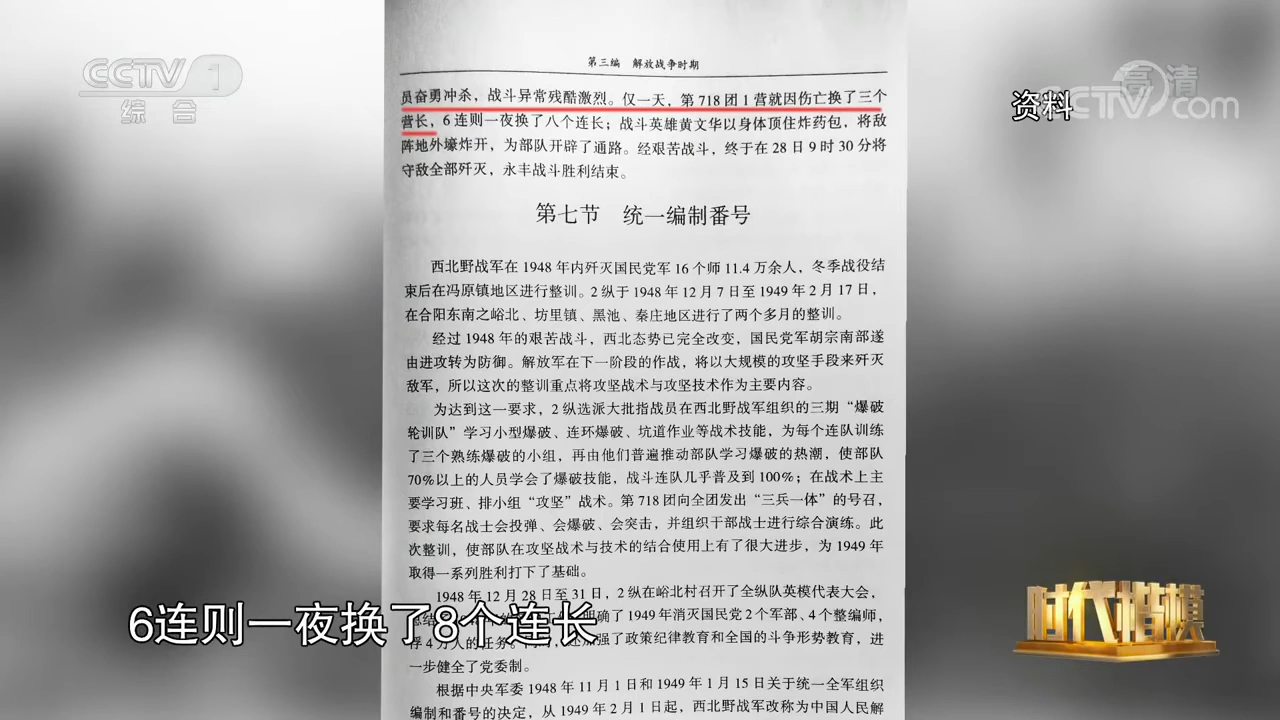 CCTV 1
综合
高清
资料
CCTV.com
第三编 解放战争时期
员奋勇冲杀，战斗异常残酷激烈。仅一天，第718团1营就因伤亡换了三个
营长，6连则一夜换了八个连长；战斗英雄黄文华以身体顶住炸药包，将敌
阵地外壕炸开，为部队开辟了通路。经艰苦战斗，终于在28日9时30分将
守敌全部歼灭，永丰战斗胜利结束。
第七节 统一编制番号
西北野战军在1948年内歼灭国民党军16个师11.4万余人，冬季战役结
束后在冯原镇地区进行整训。2纵于1948年12月7日至1949年2月17日，
在合阳东南之峪北、坊里镇、黑池、秦庄地区进行了两个多月的整训。
经过1948年的艰苦战斗，西北态势已完全改变，国民党军胡宗南部遂
由进攻转为防御。解放军在下一阶段的作战，将以大规模的攻坚手段来歼灭
敌军，所以这次的整训重点将攻坚战术与攻坚技术作为主要内容。
为达到这一要求，2纵选派大批指战员在西北野战军组织的三期“爆破
轮训队”学习小型爆破、连环爆破、坑道作业等战术技能，为每个连队训练
了三个熟练爆破的小组，再由他们普遍推动部队学习爆破的热潮，使部队
70%以上的人员学会了爆破技能，战斗连队几乎普及到100%；在战术上主
要学习班、排小组“攻坚”战术。第718团向全团发出“三兵一体”的号召，
要求每名战士会投弹、会爆破、会突击，并组织干部战士进行综合演练。此
次整训，使部队在攻坚战术与技术的结合使用上有了很大进步，为1949年
取得一系列胜利打下了基础。
1948年12月28日至31日，2纵在峪北村召开了全纵队英模代表大会，
明确了1949年消灭国民党2个军部、4个整编师，
俘4万人的任务。同时，还加强了政策纪律教育和全国的斗争形势教育，进
一步健全了党委制。
根据中央军委1948年11月1日和1949年1月15日关于统一全军组织
编制和番号的决定，从1949年2月1日起，西北野战军改称为中国人民解
6连则一夜换了8个连长
时代楷模